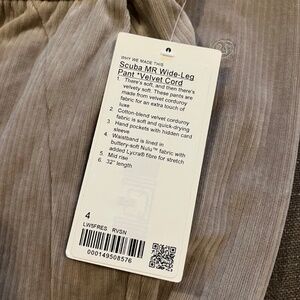 WHY WE MADE THIS
Scuba MR Wide-Leg
Pant *Velvet Cord
1. There's soft, and then there's
velvety soft. These pants are
made from velvet corduroy
fabric for an extra touch of
luxe
2. Cotton-blend velvet corduroy
fabric is soft and quick-drying
3. Hand pockets with hidden card
sleeve
4. Waistband is lined in
buttery-soft Nulu™ fabric with
added Lycra® fibre for stretch
5. Mid rise
6. 32" length
4
LW5FRES RVSN
000149508576